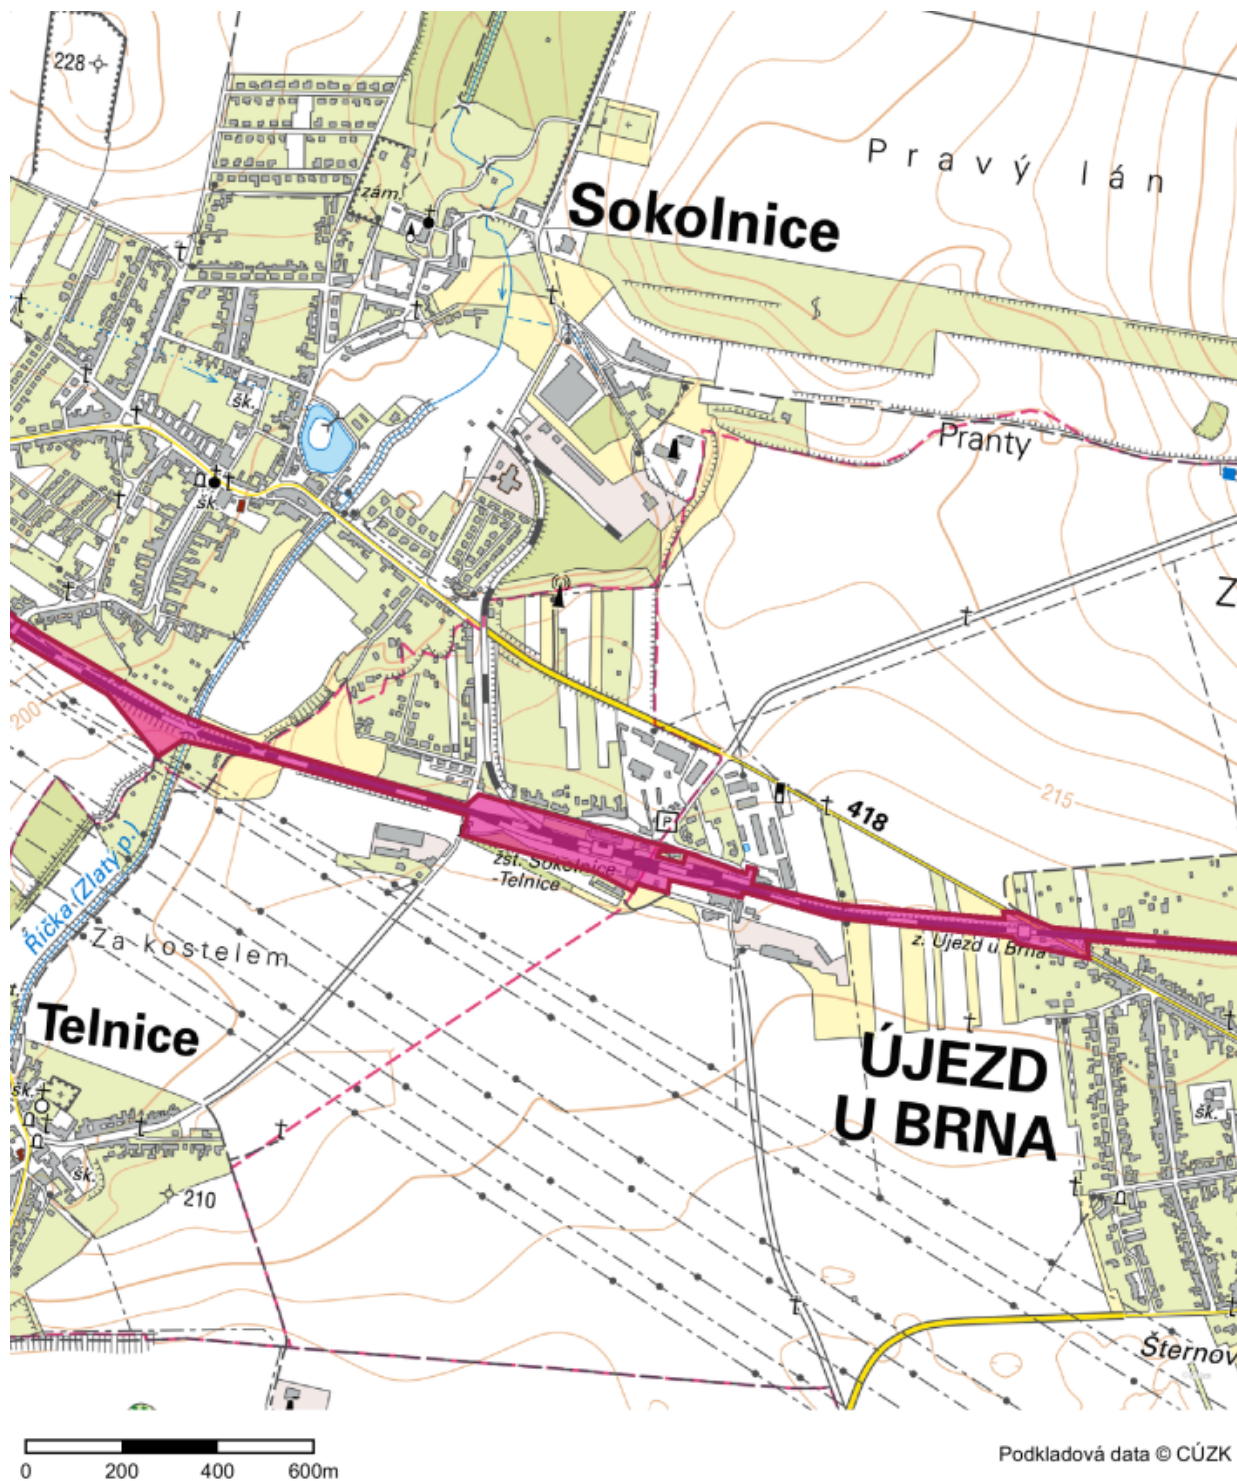 228
Pravý lán
zám.
Sokolnice
šk.
Pranty
šk.
Z
200
215
418
P
žst. Sokolnice
-Telnice
Říčka (Zlatý p.)
Za kostelem
z. Újezd u Brna
Telnice
ÚJEZD
U BRNA
šk.
šk.
šk.
210
Šternov
0 200 400 600m
Podkladová data © ČÚZK